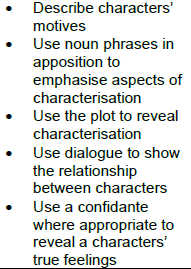 • Describe characters'
motives
• Use noun phrases in
apposition to
emphasise aspects of
characterisation
• Use the plot to reveal
characterisation
• Use dialogue to show
the relationship
between characters
• Use a confidante
where appropriate to
reveal a characters'
true feelings